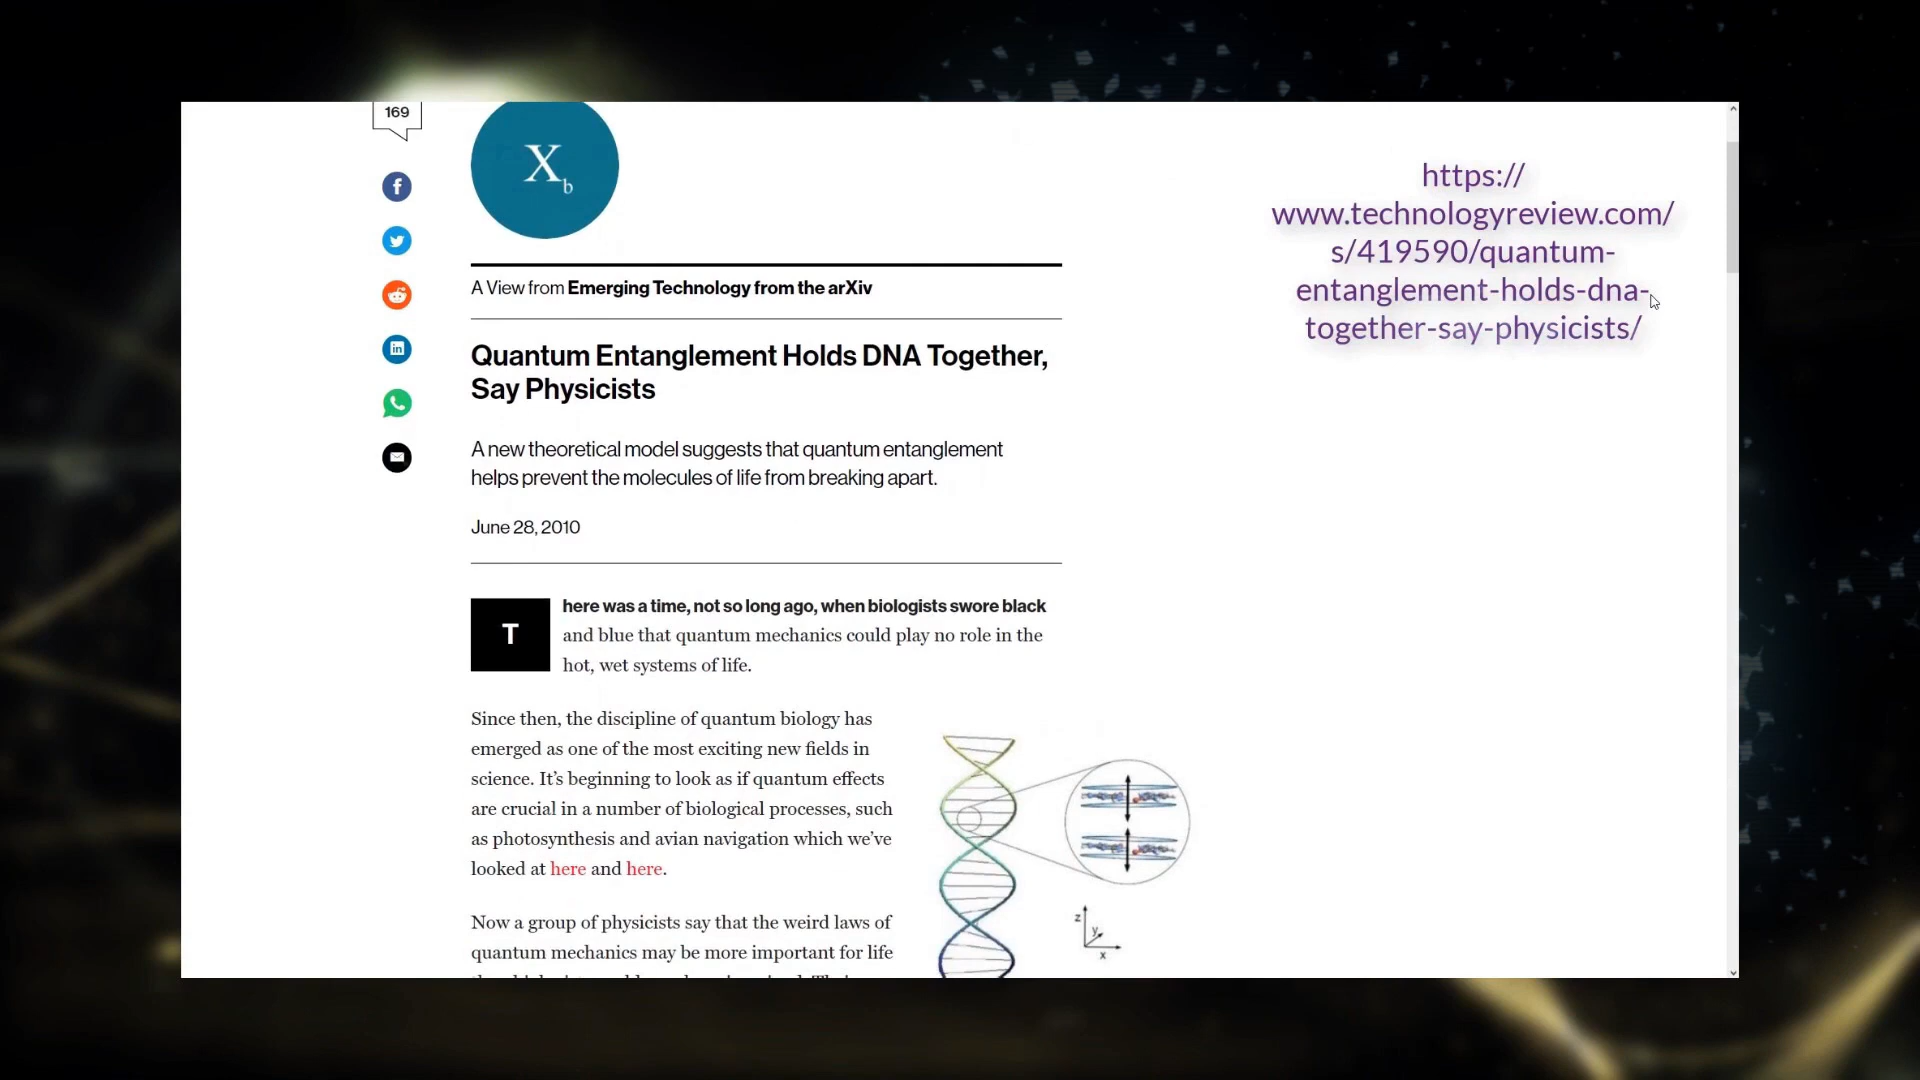 169
X b
A View from Emerging Technology from the arXiv
Quantum Entanglement Holds DNA Together,
Say Physicists
A new theoretical model suggests that quantum entanglement
helps prevent the molecules of life from breaking apart.
June 28, 2010
There was a time, not so long ago, when biologists swore black
and blue that quantum mechanics could play no role in the
hot, wet systems of life.
Since then, the discipline of quantum biology has
emerged as one of the most exciting new fields in
science. It’s beginning to look as if quantum effects
are crucial in a number of biological processes, such
as photosynthesis and avian navigation which we’ve
looked at here and here.
Now a group of physicists say that the weird laws of
quantum mechanics may be more important for life
z
y
x
https://
www.technologyreview.com/
s/419590/quantum-
entanglement-holds-dna-
together-say-physicists/